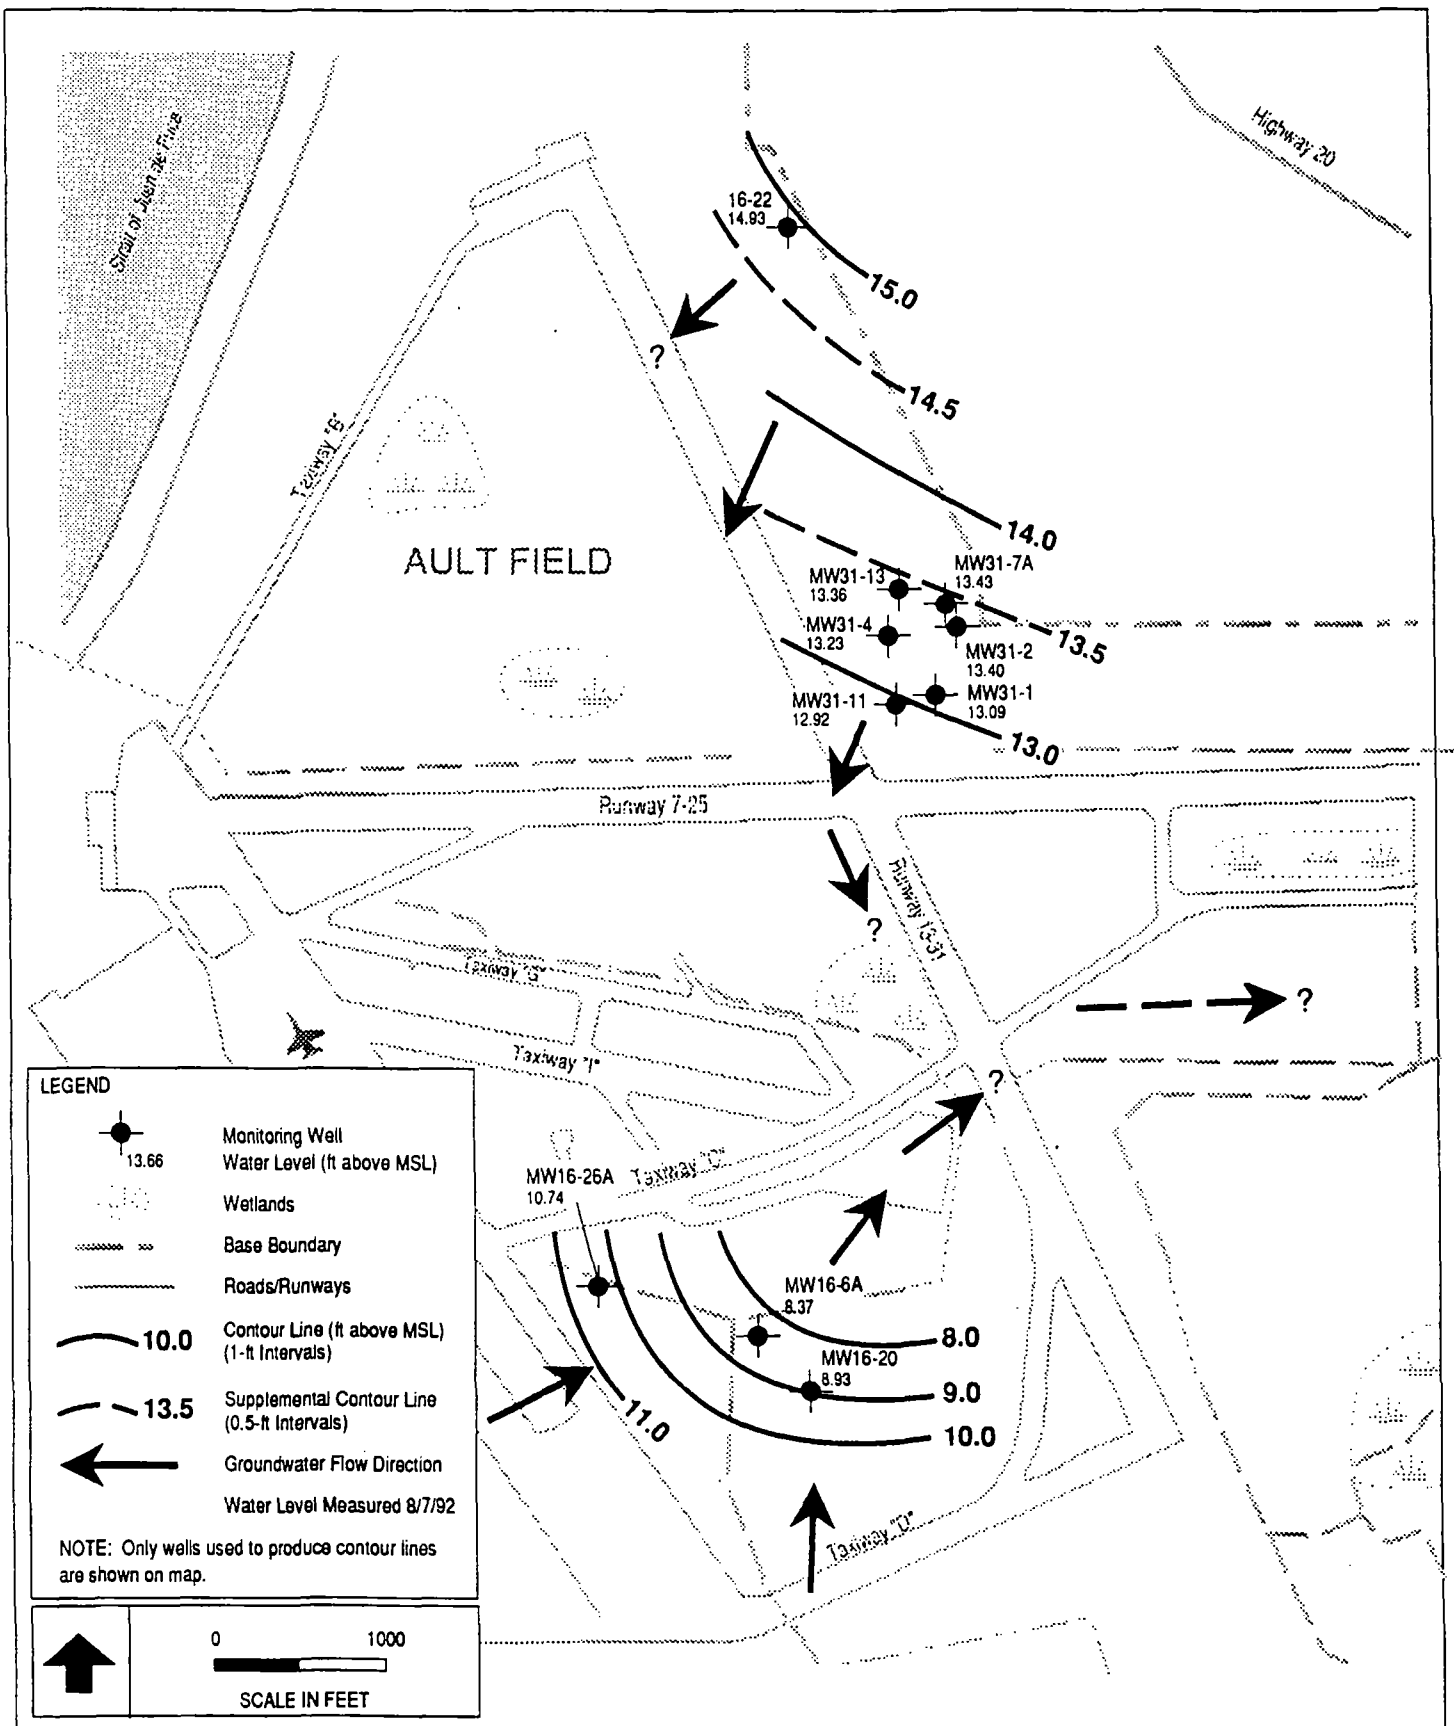 Strait of Juan de Fuca
Highway 20
16-22
14.93
15.0
?
14.5
Taxiway "B"
14.0
AULT FIELD
MW31-7A
13.43
MW31-13
13.36
MW31-4
13.23
13.5
MW31-2
13.40
MW31-11
12.92
MW31-1
13.09
13.0
Runway 7-25
Runway 13-31
?
Taxiway "G"
?
Taxiway "I"
?
Taxiway "C"
MW16-26A
10.74
MW16-6A
8.37
8.0
MW16-20
8.93
9.0
10.0
11.0
Taxiway "D"
LEGEND
Monitoring Well
13.66
Water Level (ft above MSL)
Wetlands
Base Boundary
Roads/Runways
10.0
Contour Line (ft above MSL)
(1-ft Intervals)
13.5
Supplemental Contour Line
(0.5-ft Intervals)
Groundwater Flow Direction
Water Level Measured 8/7/92
NOTE: Only wells used to produce contour lines
are shown on map.
0 1000
SCALE IN FEET